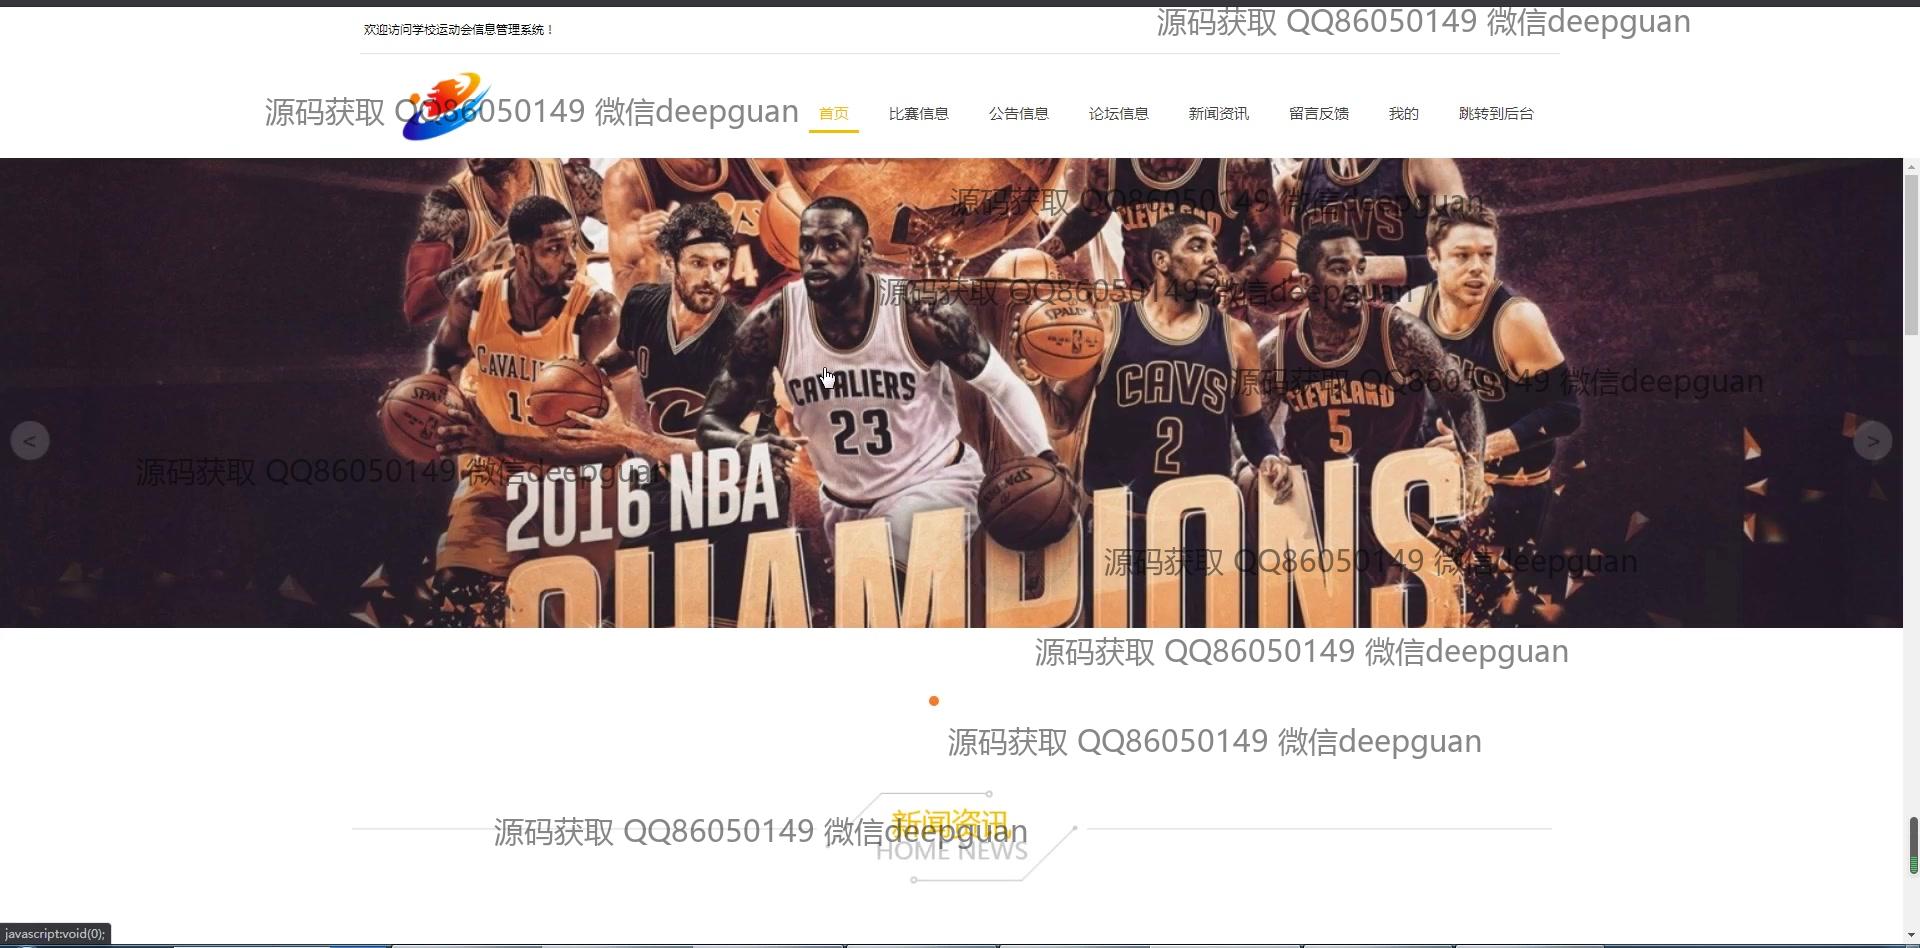 源码获取 QQ86050149 微信deepguan
欢迎访问学校运动会信息管理系统！
源码获取 QQ86050149 微信deepguan
首页 比赛信息 公告信息 论坛信息 新闻资讯 留言反馈 我的 跳转到后台
源码获取 QQ86050149 微信deepguan
CLEVELAND
CAVS
4
源码获取 QQ86050149 微信deepguan
SPALDING
CAVALIERS
CAVALIERS
CAVS
源码获取 QQ86050149 微信deepguan
CLEVELAND
23
2
5
< >
源码获取 QQ86050149 微信deepguan
2016 NBA
CHAMPIONS
源码获取 QQ86050149 微信deepguan
源码获取 QQ86050149 微信deepguan
源码获取 QQ86050149 微信deepguan
新闻资讯
源码获取 QQ86050149 微信deepguan
HOME NEWS
javascript:void(0);